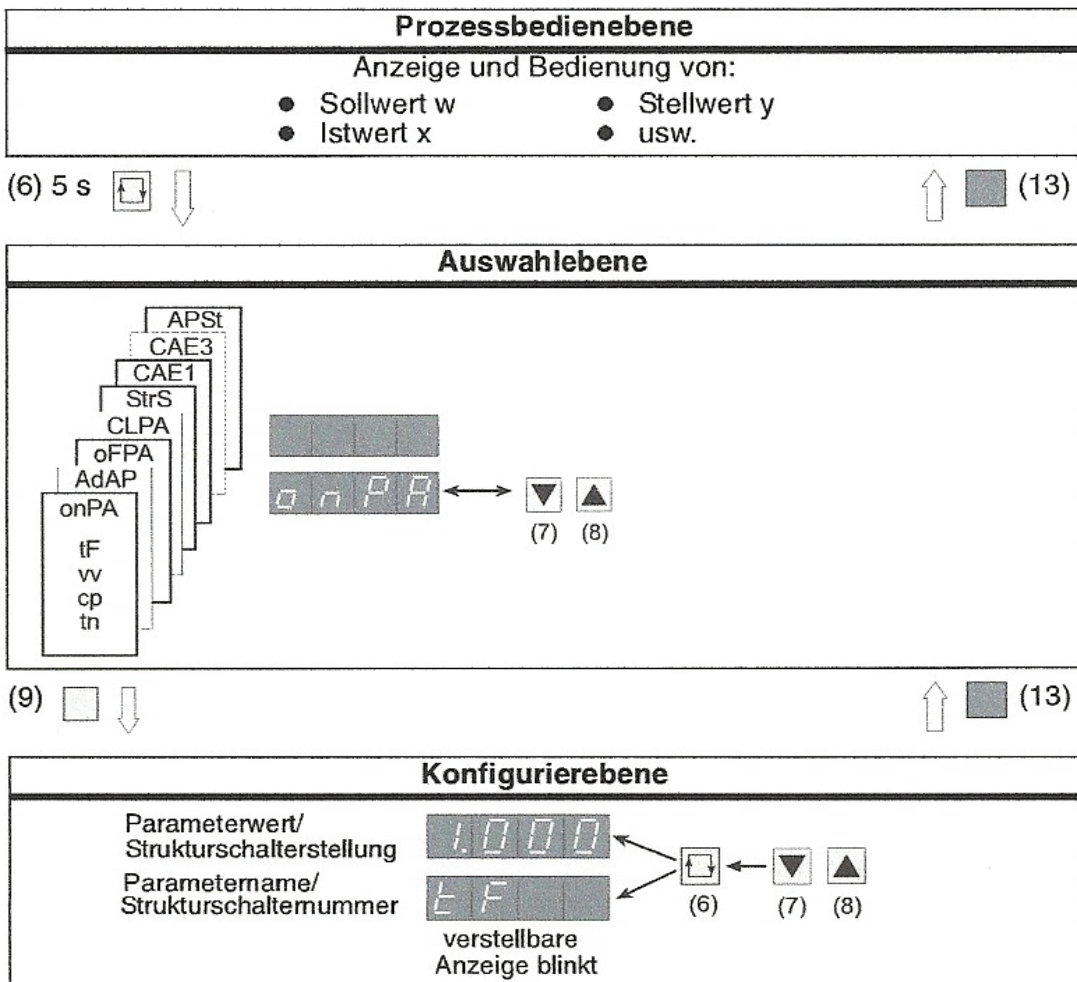 Prozessbedienebene
Anzeige und Bedienung von:
● Sollwert w ● Stellwert y
● Istwert x ● usw.
(6) 5 s (13)
Auswahlebene
APSt
CAE3
CAE1
StrS
CLPA
oFPA
AdAP
onPA
tF
vv
cp
tn
onPA
(7) (8)
(9) (13)
Konfigurierebene
Parameterwert/
Strukturschalterstellung
1.000
Parametername/
Strukturschalternummer
tF
(6) (7) (8)
verstellbare
Anzeige blinkt